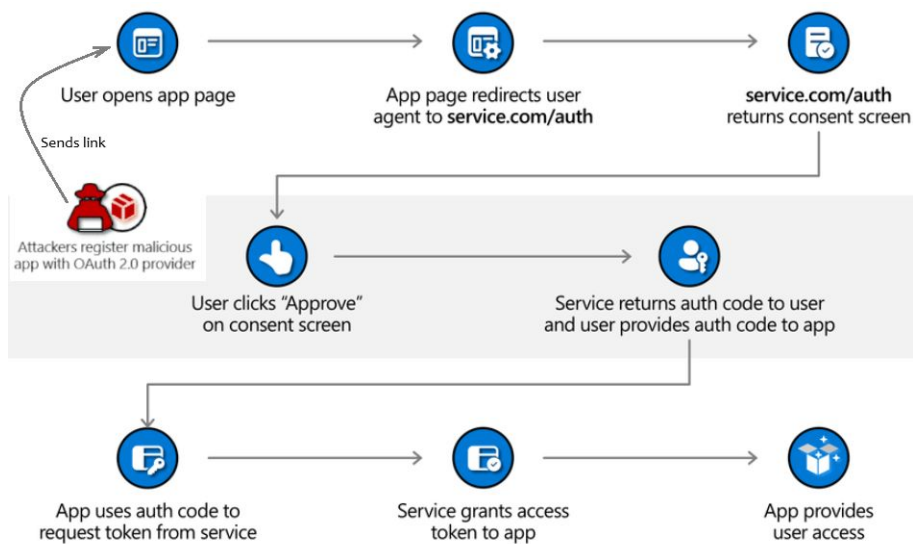 User opens app page
App page redirects user
agent to service.com/auth
service.com/auth
returns consent screen
Sends link
Attackers register malicious
app with OAuth 2.0 provider
User clicks “Approve”
on consent screen
Service returns auth code to user
and user provides auth code to app
App uses auth code to
request token from service
Service grants access
token to app
App provides
user access